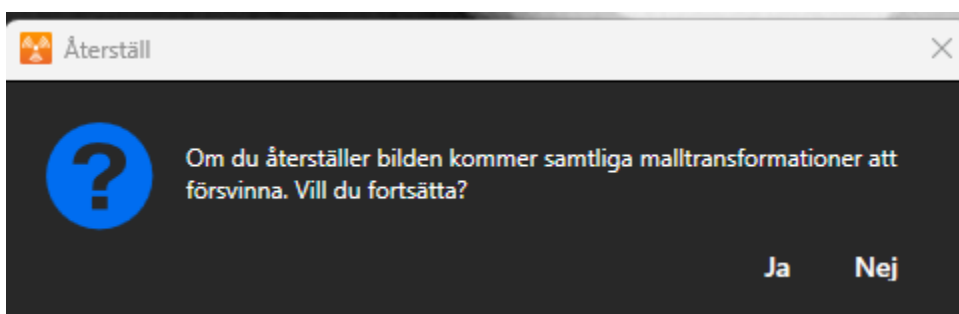 Återställ
Om du återställer bilden kommer samtliga malltransformationer att
försvinna. Vill du fortsätta?
Ja Nej